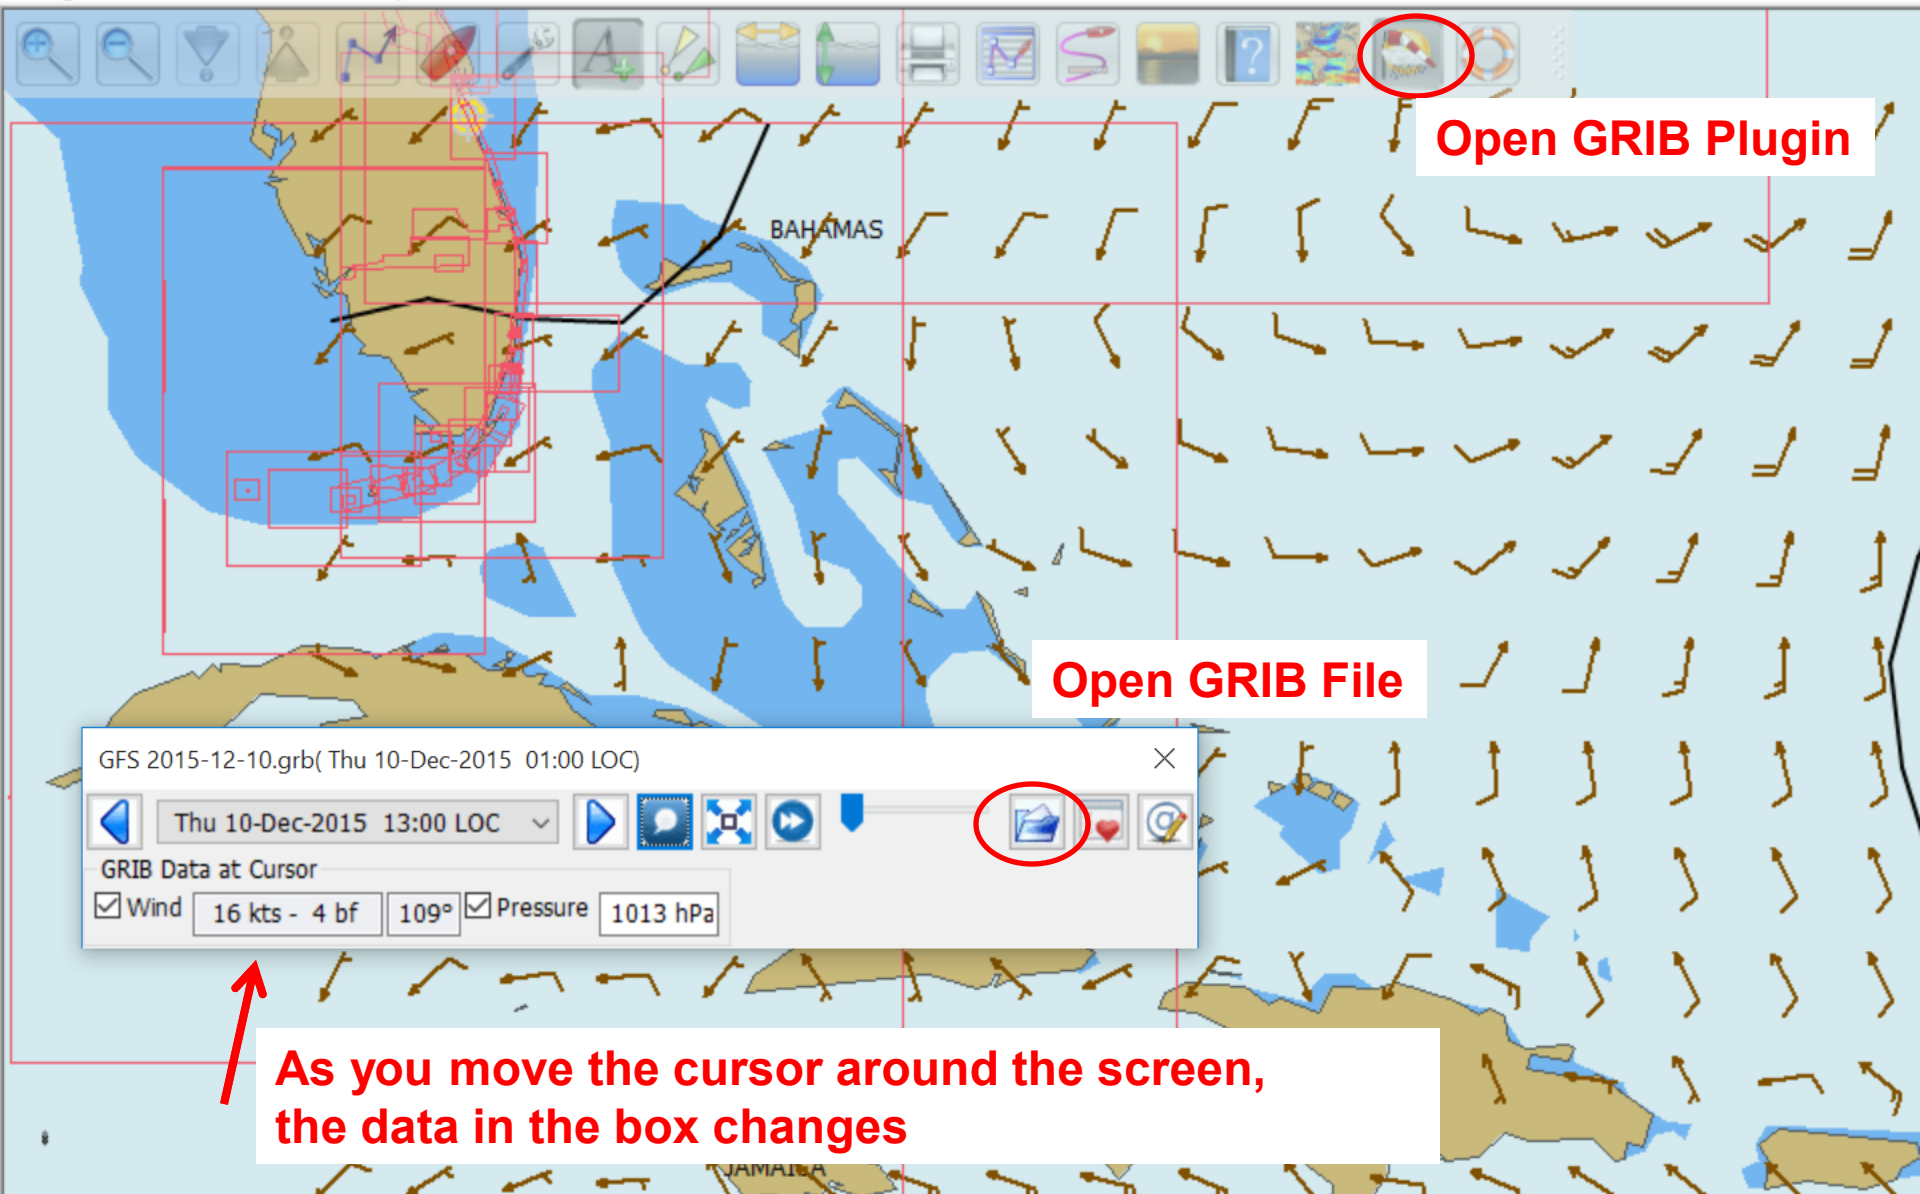 Open GRIB Plugin
BAHAMAS
Open GRIB File
GFS 2015-12-10.grb( Thu 10-Dec-2015  01:00 LOC)
Thu 10-Dec-2015  13:00 LOC
GRIB Data at Cursor
Wind 16 kts -  4 bf 109° Pressure 1013 hPa
As you move the cursor around the screen,
the data in the box changes
JAMAICA